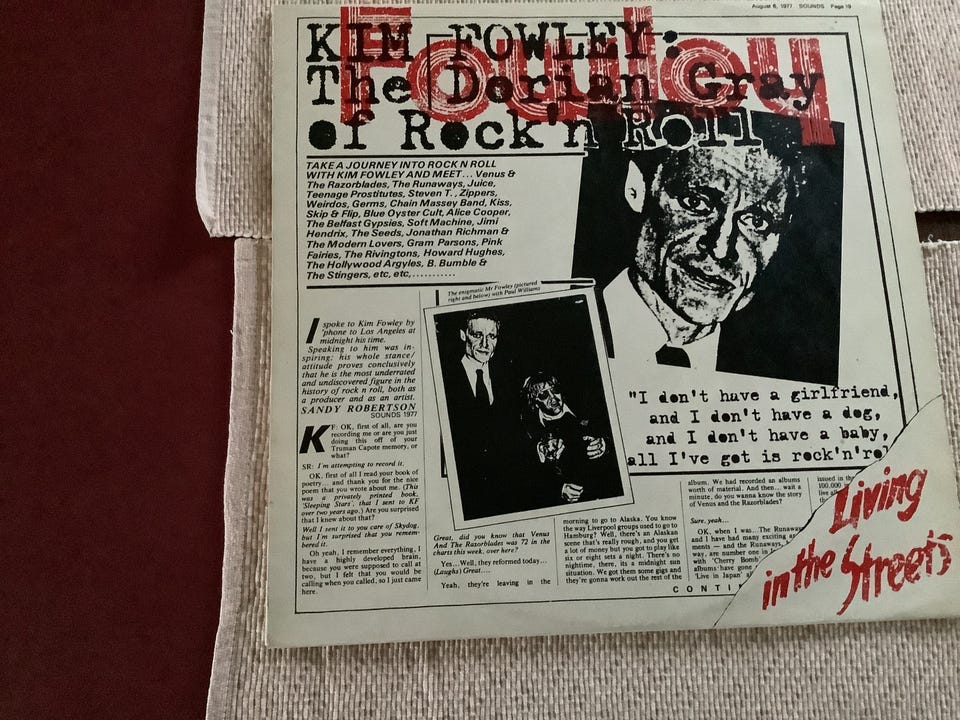 August 6, 1977 SOUNDS Page 19
Fowley
KIM FOWLEY:
The Dorian Gray
of Rock'n Roll
TAKE A JOURNEY INTO ROCK N ROLL
WITH KIM FOWLEY AND MEET... Venus &
The Razorblades, The Runaways, Juice,
Teenage Prostitutes, Steven T., Zippers,
Weirdos, Germs, Chain Massey Band, Kiss,
Skip & Flip, Blue Oyster Cult, Alice Cooper,
The Belfast Gypsies, Soft Machine, Jimi
Hendrix, The Seeds, Jonathan Richman &
The Modern Lovers, Gram Parsons, Pink
Fairies, The Rivingtons, Howard Hughes,
The Hollywood Argyles, B. Bumble &
The Stingers, etc, etc,...........
The enigmatic Mr Fowley (pictured
right and below) with Paul Williams
I spoke to Kim Fowley by
'phone to Los Angeles at
midnight his time.
Speaking to him was in-
spiring; his whole stance/
attitude proves conclusively
that he is the most underrated
and undiscovered figure in the
history of rock n roll, both as
a producer and as an artist.
SANDY ROBERTSON
SOUNDS 1977
KF: OK, first of all, are you
recording me or are you just
doing this off of your
Truman Capote memory, or
what?
SR: I'm attempting to record it.
OK, first of all I read your book of
poetry... and thank you for the nice
poem that you wrote about me. (This
was a privately printed book,
'Sleeping Stars', that I sent to KF
over two years ago.) Are you surprised
that I knew about that?
Well I sent it to you care of Skydog,
but I'm surprised that you remem-
bered it.
Oh yeah, I remember everything, I
have a highly developed brain,
because you were supposed to call at
two, but I felt that you would be
calling when you called, so I just came
here.
Great, did you know that Venus
And The Razorblades was 72 in the
charts this week, over here?
Yes...Well, they reformed today...
(Laughs) Great....
Yeah, they're leaving in the
morning to go to Alaska. You know
the way Liverpool groups used to go to
Hamburg? Well, there's an Alaskan
scene that's really rough, and you get
a lot of money but you got to play like
six or eight sets a night. There's no
nightime, there, its a midnight sun
situation. We got them some gigs and
they're gonna work out the rest of the
"I don't have a girlfriend,
and I don't have a dog,
and I don't have a baby,
all I've got is rock'n'rol
album. We had recorded an albums
worth of material. And then... wait a
minute, do you wanna know the story
of Venus and the Razorblades?
Sure, yeah...
OK, when I was...The Runaways
and I have had many exciting
ments — and the Runaways,
way, are number one in
with 'Cherry Bomb
albums have gone
'Live in Japan'
issued in the
100,000
live
CONTI
Living
in the Streets